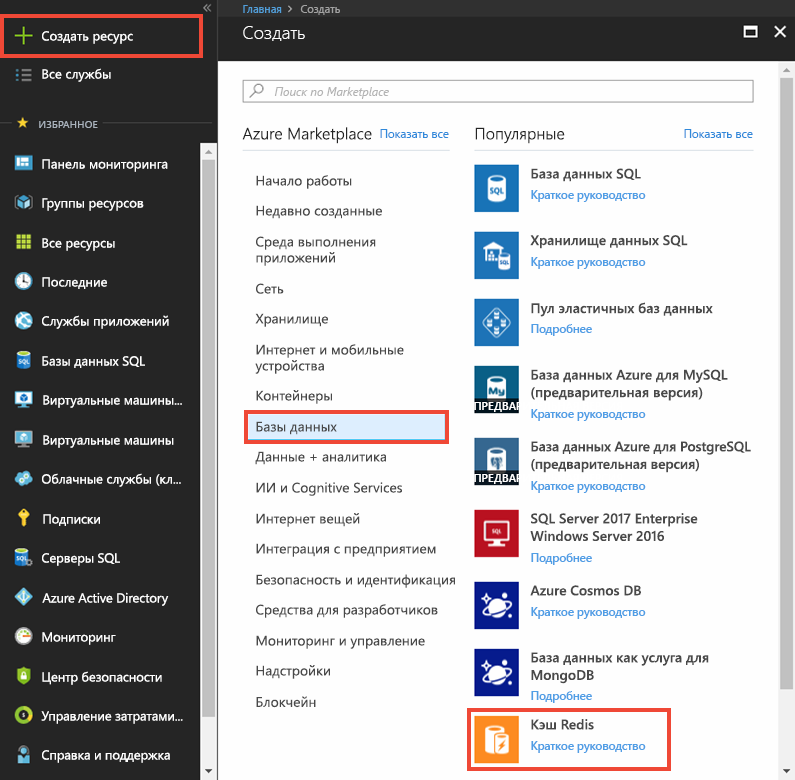 Создать ресурс
Все службы
ИЗБРАННОЕ
Панель мониторинга
Группы ресурсов
Все ресурсы
Последние
Службы приложений
Базы данных SQL
Виртуальные машины...
Виртуальные машины
Облачные службы (кл...
Подписки
Серверы SQL
Azure Active Directory
Мониторинг
Центр безопасности
Управление затратами...
Справка и поддержка
Главная > Создать
Создать
Поиск по Marketplace
Azure Marketplace Показать все
Начало работы
Недавно созданные
Среда выполнения
приложений
Сеть
Хранилище
Интернет и мобильные
устройства
Контейнеры
Базы данных
Данные + аналитика
ИИ и Cognitive Services
Интернет вещей
Интеграция с предприятием
Безопасность и идентификация
Средства для разработчиков
Мониторинг и управление
Надстройки
Блокчейн
Популярные Показать все
SQL
База данных SQL
Краткое руководство
SQL
Хранилище данных SQL
Краткое руководство
Пул эластичных баз данных
Подробнее
My
ПРЕДВАР
База данных Azure для MySQL
(предварительная версия)
Краткое руководство
ПРЕДВАР
База данных Azure для PostgreSQL
(предварительная версия)
Краткое руководство
SQL
SQL Server 2017 Enterprise
Windows Server 2016
Подробнее
Azure Cosmos DB
Краткое руководство
База данных как услуга для
MongoDB
Подробнее
Кэш Redis
Краткое руководство